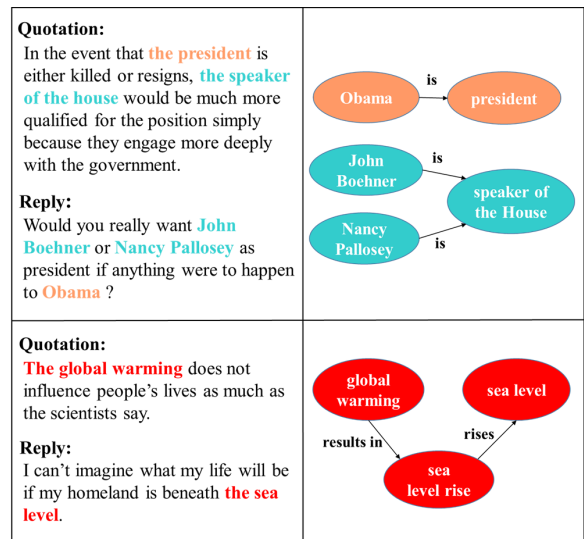 Quotation:
In the event that the president is
either killed or resigns, the speaker
of the house would be much more
qualified for the position simply
because they engage more deeply
with the government.
Reply:
Would you really want John
Boehner or Nancy Pallosey as
president if anything were to happen
to Obama ?
Obama
is
president
John
Boehner
is
speaker of
the House
Nancy
Pallosey
is
Quotation:
The global warming does not
influence people's lives as much as
the scientists say.
Reply:
I can't imagine what my life will be
if my homeland is beneath the sea
level.
global
warming
sea level
results in
rises
sea
level rise